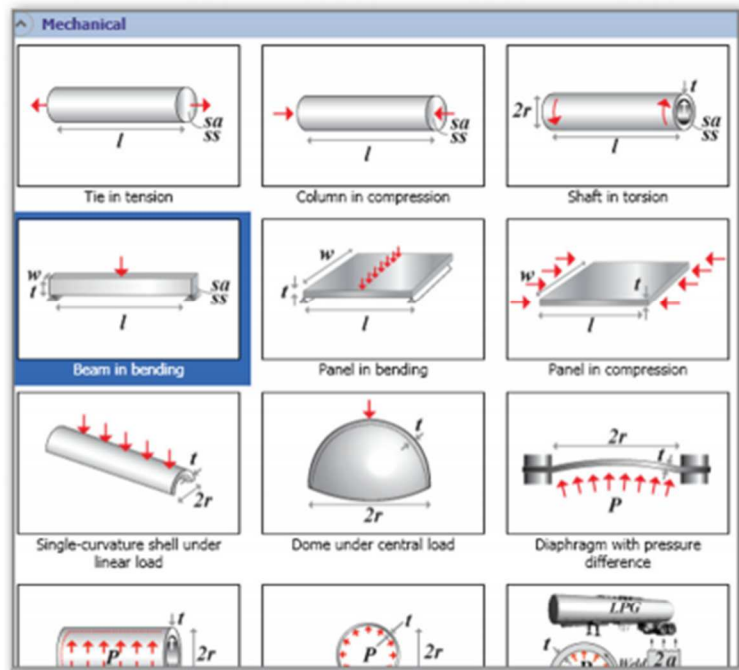 Mechanical
l
sa
ss
Tie in tension
l
sa
ss
Column in compression
2r
t
l
sa
ss
Shaft in torsion
w
t
l
sa
ss
Beam in bending
w
t
l
Panel in bending
w
t
l
Panel in compression
t
2r
Single-curvature shell under
linear load
t
2r
Dome under central load
2r
t
P
Diaphragm with pressure
difference
t
P
2r
t
P
2r
LPG
t
Weld
2a